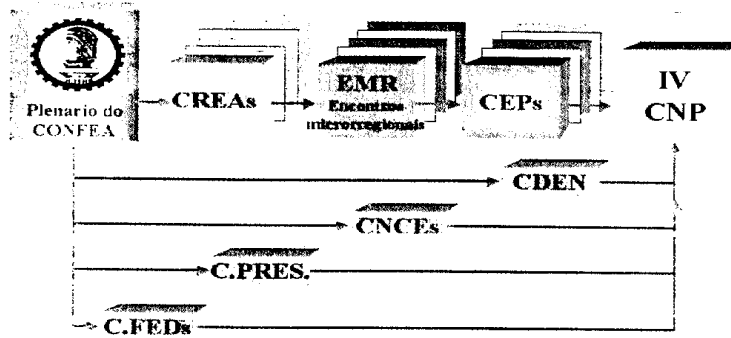 Plenario do
CONFEA
CREAs
EMR
Encontros
microrregionais
CEPs
IV
CNP
CDEN
CNCEs
C.PRES.
C.FEDs